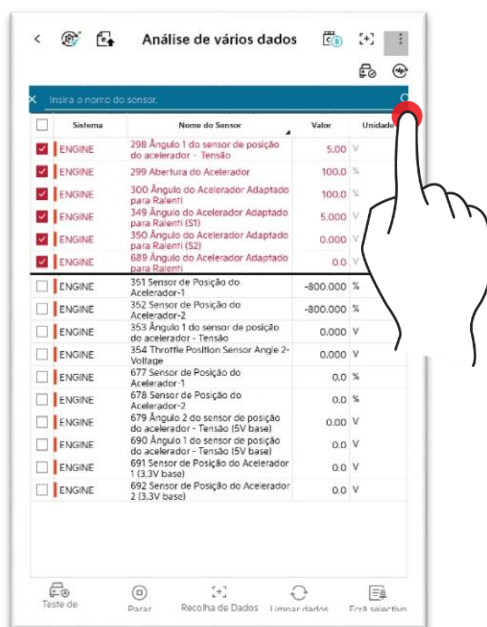 Análise de vários dados
Insira o nome do sensor.
Sistema Nome do Sensor Valor Unidade
ENGINE 298 Ângulo 1 do sensor de posição do acelerador - Tensão 5.00 V
ENGINE 299 Abertura do Acelerador 100.0 %
ENGINE 300 Ângulo do Acelerador Adaptado para Ralenti 100.0 %
ENGINE 349 Ângulo do Acelerador Adaptado para Ralenti (S1) 5.000 V
ENGINE 350 Ângulo do Acelerador Adaptado para Ralenti (S2) 0.000 V
ENGINE 689 Ângulo do Acelerador Adaptado para Ralenti 0.0 V
ENGINE 351 Sensor de Posição do Acelerador-1 -800.000 %
ENGINE 352 Sensor de Posição do Acelerador-2 -800.000 %
ENGINE 353 Ângulo 1 do sensor de posição do acelerador - Tensão 0.000 V
ENGINE 354 Throttle Position Sensor Angle 2-Voltage 0.000 V
ENGINE 677 Sensor de Posição do Acelerador-1 0.0 %
ENGINE 678 Sensor de Posição do Acelerador-2 0.0 %
ENGINE 679 Ângulo 2 do sensor de posição do acelerador - Tensão (5V base) 0.00 V
ENGINE 690 Ângulo 1 do sensor de posição do acelerador - Tensão (5V base) 0.0 V
ENGINE 691 Sensor de Posição do Acelerador 1 (3,3V base) 0.0 V
ENGINE 692 Sensor de Posição do Acelerador 2 (3,3V base) 0.0 V
Teste de Parar Recolha de Dados Limpar dados Ecrã selectivo